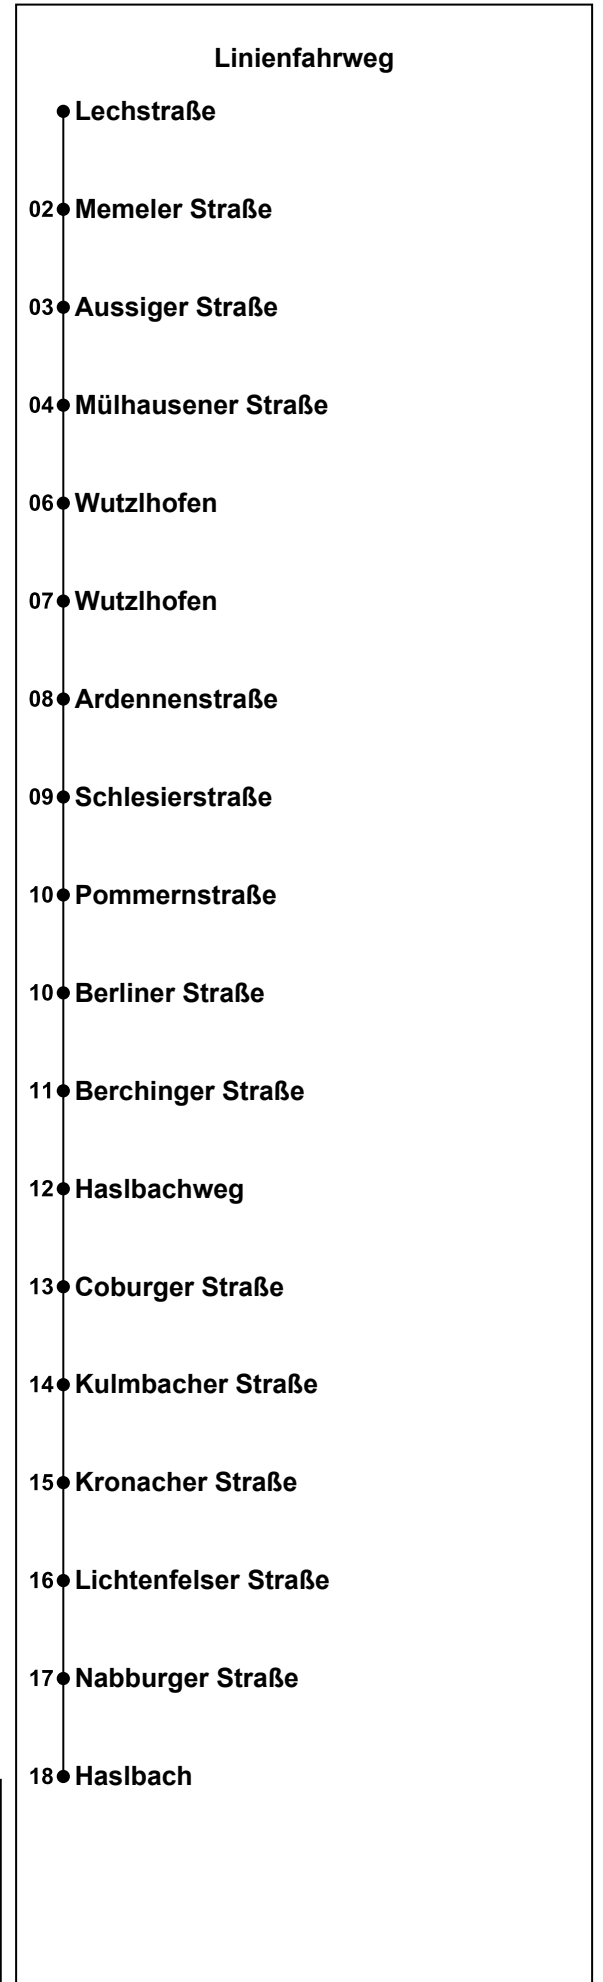 Linienfahrweg
Lechstraße
02 Memeler Straße
03 Aussiger Straße
04 Mülhausener Straße
06 Wutzlhofen
07 Wutzlhofen
08 Ardennenstraße
09 Schlesierstraße
10 Pommernstraße
10 Berliner Straße
11 Berchinger Straße
12 Haslbachweg
13 Coburger Straße
14 Kulmbacher Straße
15 Kronacher Straße
16 Lichtenfelser Straße
17 Nabburger Straße
18 Haslbach